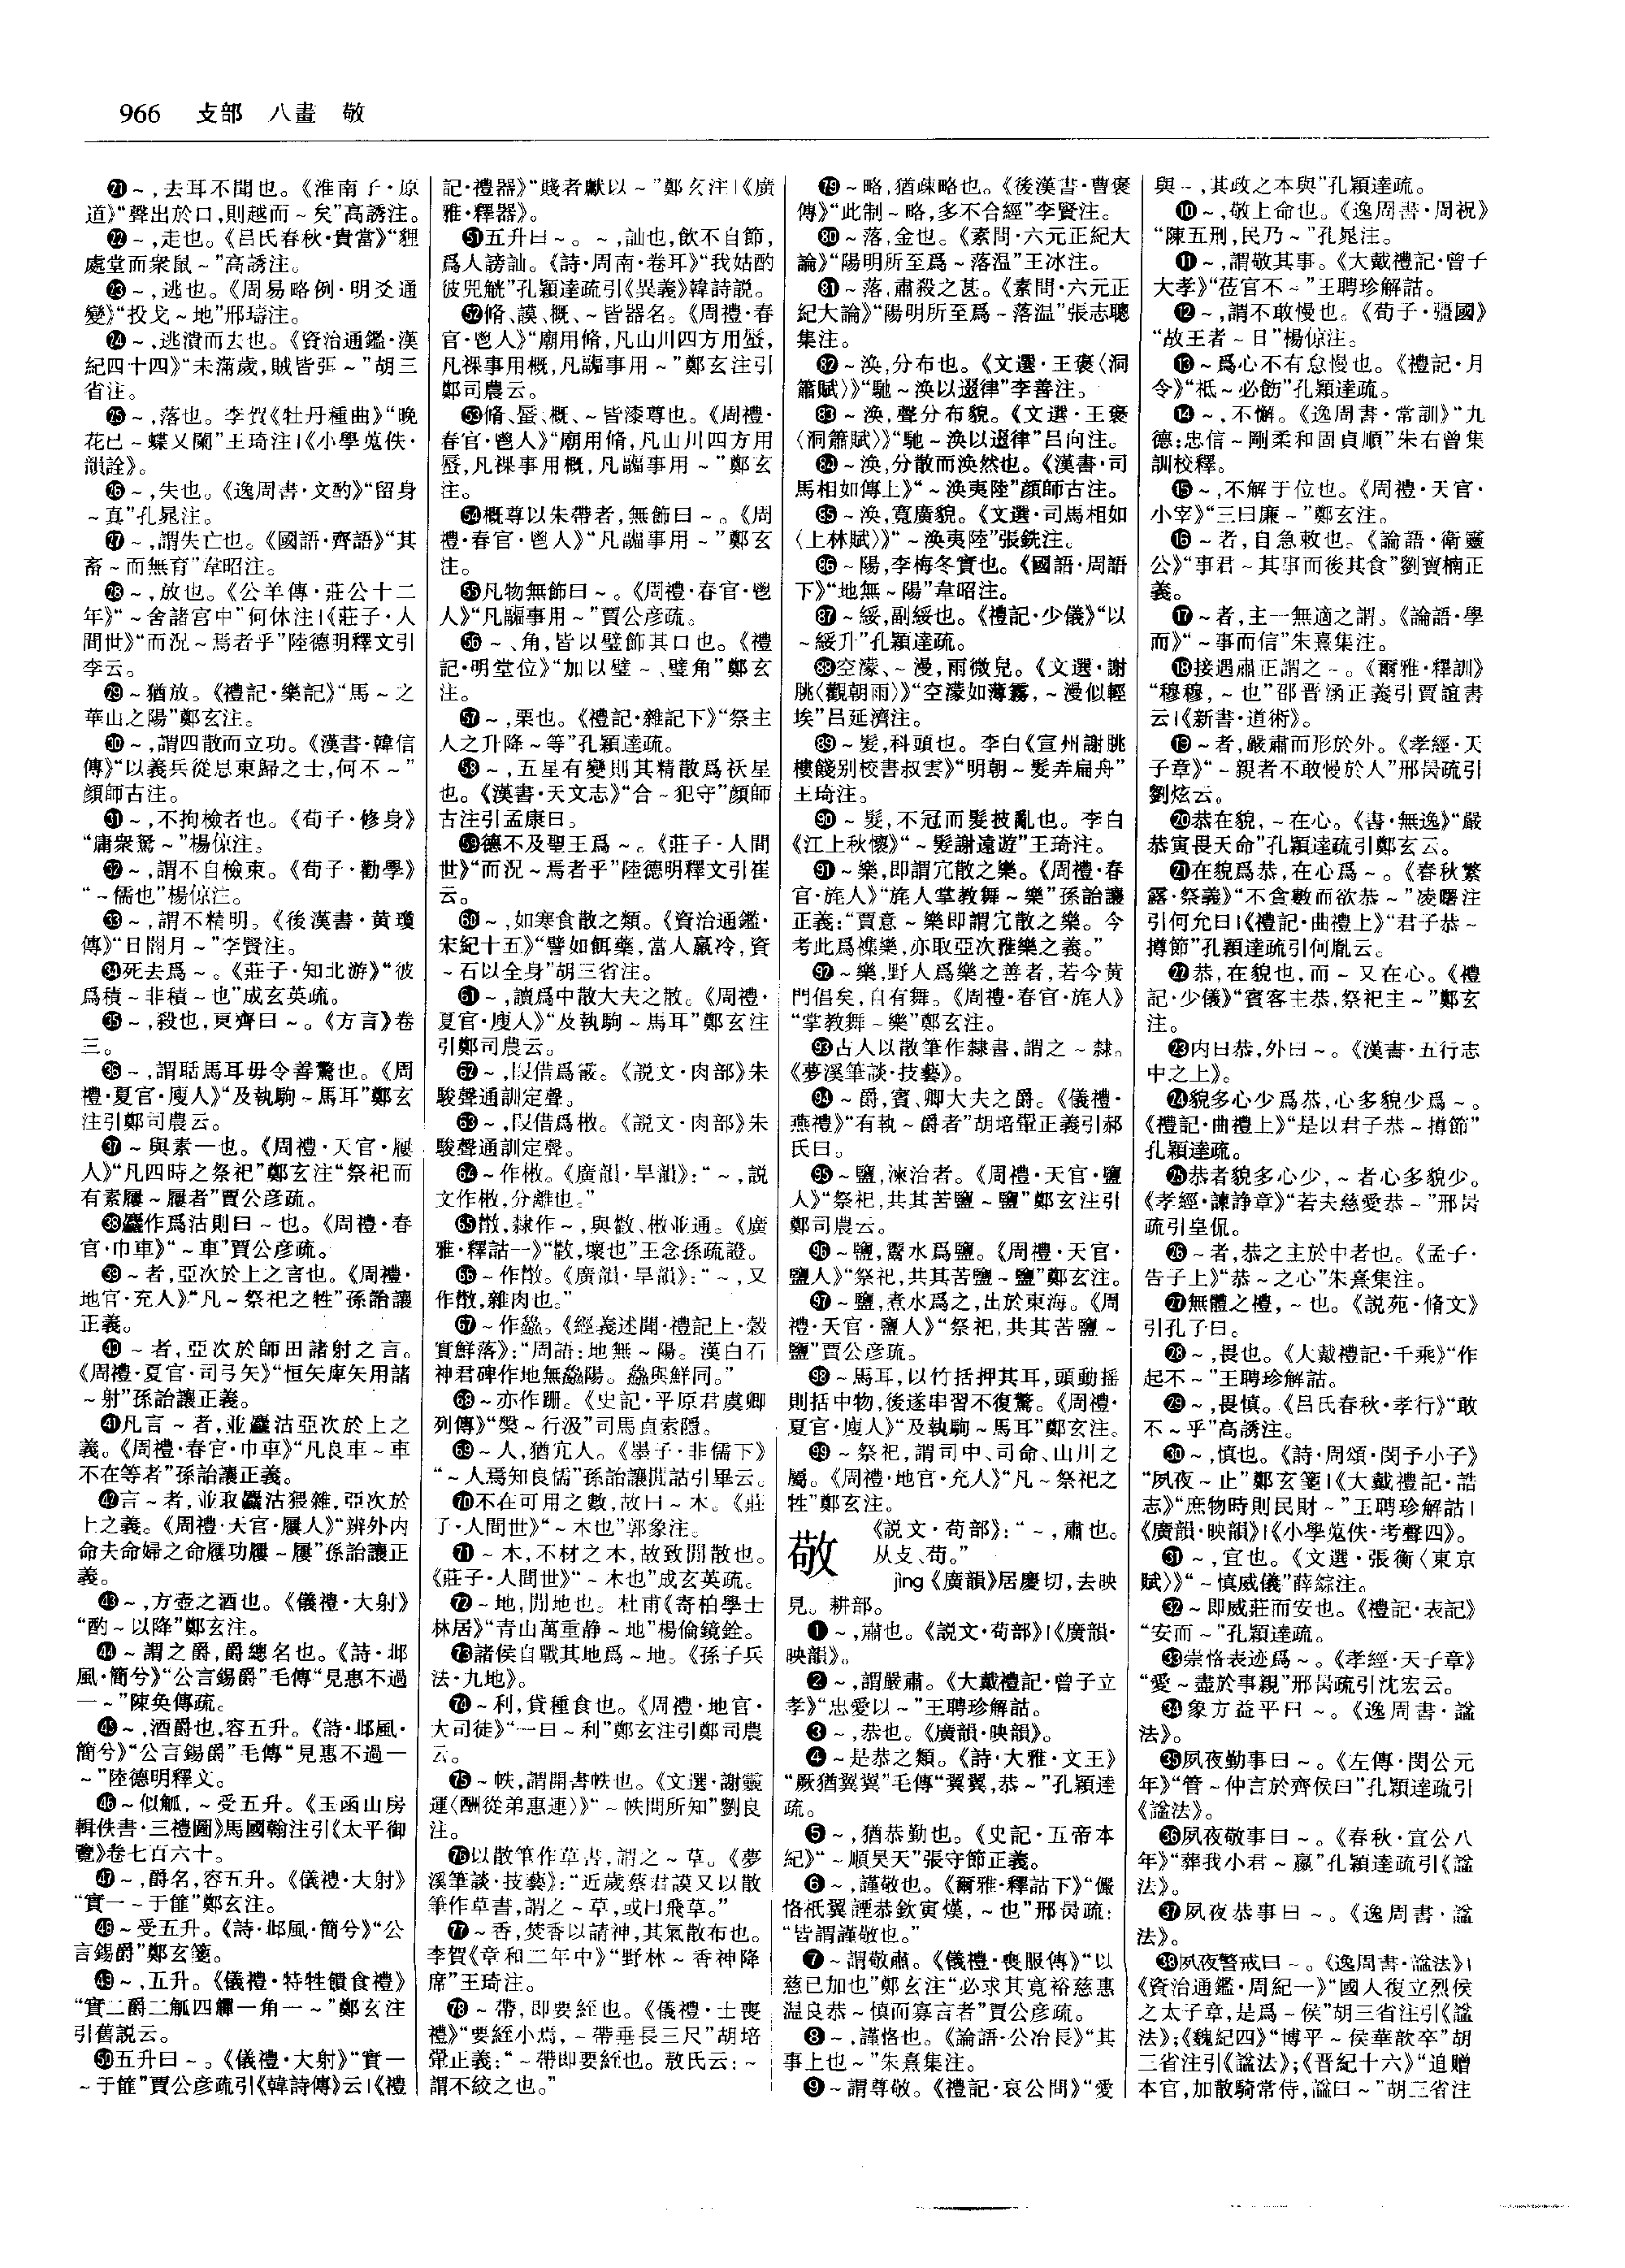 966 攴部 八畫 敬
㉑～,去耳不聞也。《淮南子·原
道》“聲出於口,則越而～矣”高誘注。
㉒～,走也。《吕氏春秋·貴當》“貍
處堂而衆鼠～”高誘注。
㉓～,逃也。《周易略例·明爻通
變》“投戈～地”邢璹注。
㉔～,逃潰而去也。《資治通鑑·漢
紀四十四》“未滿歲,賊皆弭～”胡三
省注。
㉕～,落也。李賀《牡丹種曲》“晚
花已～蝶又闌”王琦注|《小學蒐佚·
韻詮》。
㉖～,失也。《逸周書·文酌》“留身
～真”孔晁注。
㉗～,謂失亡也。《國語·齊語》“其
畜～而無育”韋昭注。
㉘～,放也。《公羊傳·莊公十二
年》“～舍諸宫中”何休注|《莊子·人
間世》“而況～焉者乎”陸德明釋文引
李云。
㉙～猶放。《禮記·樂記》“馬～之
華山之陽”鄭玄注。
㉚～,謂四散而立功。《漢書·韓信
傳》“以義兵從思東歸之士,何不～”
顔師古注。
㉛～,不拘檢者也。《荀子·修身》
“庸衆駑～”楊倞注。
㉜～,謂不自檢束。《荀子·勸學》
“～儒也”楊倞注。
㉝～,謂不精明。《後漢書·黄瓊
傳》“日闇月～”李賢注。
㉞死去爲～。《莊子·知北游》“彼
爲積～非積～也”成玄英疏。
㉟～,殺也,東齊曰～。《方言》卷
三。
㊱～,謂聒馬耳毋令善驚也。《周
禮·夏官·廋人》“及執駒～馬耳”鄭玄
注引鄭司農云。
㊲～與素一也。《周禮·天官·屨
人》“凡四時之祭祀”鄭玄注“祭祀而
有素屨～屨者”賈公彦疏。
㊳麤作爲沽則曰～也。《周禮·春
官·巾車》“～車”賈公彦疏。
㊴～者,亞次於上之言也。《周禮·
地官·充人》“凡～祭祀之牲”孫詒讓
正義。
㊵～者,亞次於師田諸射之言。
《周禮·夏官·司弓矢》“恒矢庳矢用諸
～射”孫詒讓正義。
㊶凡言～者,並麤沽亞次於上之
義。《周禮·春官·巾車》“凡良車～車
不在等者”孫詒讓正義。
㊷言～者,並取麤沽猥雜,亞次於
上之義。《周禮·天官·屨人》“辨外内
命夫命婦之命屨功屨～屨”孫詒讓正
義。
㊸～,方壺之酒也。《儀禮·大射》
“酌～以降”鄭玄注。
㊹～謂之爵,爵總名也。《詩·邶
風·簡兮》“公言錫爵”毛傳“見惠不過
一～”陳奂傳疏。
㊺～,酒爵也,容五升。《詩·邶風·
簡兮》“公言錫爵”毛傳“見惠不過一
～”陸德明釋文。
㊻～似觚,～受五升。《玉函山房
輯佚書·三禮圖》馬國翰注引《太平御
覽》卷七百六十。
㊼～,爵名,容五升。《儀禮·大射》
“實一～于篚”鄭玄注。
㊽～受五升。《詩·邶風·簡兮》“公
言錫爵”鄭玄箋。
㊾～,五升。《儀禮·特牲饋食禮》
“實二爵二觚四觶一角一～”鄭玄注
引舊説云。
㊿五升曰～。《儀禮·大射》“實一
～于篚”賈公彦疏引《韓詩傳》云|《禮
記·禮器》“賤者獻以～”鄭玄注|《廣
雅·釋器》。
51五升曰～。～,訕也,飲不自節,
爲人謗訕。《詩·周南·卷耳》“我姑酌
彼兕觥”孔穎達疏引《異義》韓詩説。
52脩、謨、概、～皆器名。《周禮·春
官·鬯人》“廟用脩,凡山川四方用蜃,
凡祼事用概,凡疈事用～”鄭玄注引
鄭司農云。
53脩、蜃、概、～皆漆尊也。《周禮·
春官·鬯人》“廟用脩,凡山川四方用
蜃,凡祼事用概,凡疈事用～”鄭玄
注。
54概尊以朱帶者,無飾曰～。《周
禮·春官·鬯人》“凡疈事用～”鄭玄
注。
55凡物無飾曰～。《周禮·春官·鬯
人》“凡疈事用～”賈公彦疏。
56～、角,皆以璧飾其口也。《禮
記·明堂位》“加以璧～、璧角”鄭玄
注。
57～,栗也。《禮記·雜記下》“祭主
人之升降～等”孔穎達疏。
58～,五星有變則其精散爲祅星
也。《漢書·天文志》“合～犯守”顔師
古注引孟康曰。
59德不及聖王爲～。《莊子·人間
世》“而況～焉者乎”陸德明釋文引崔
云。
60～,如寒食散之類。《資治通鑑·
宋紀十五》“譬如餌藥,當人羸冷,資
～石以全身”胡三省注。
61～,讀爲中散大夫之散。《周禮·
夏官·廋人》“及執駒～馬耳”鄭玄注
引鄭司農云。
62～,叚借爲霰。《説文·肉部》朱
駿聲通訓定聲。
63～,叚借爲㪔。《説文·肉部》朱
駿聲通訓定聲。
64～作㪔。《廣韻·旱韻》：“～,説
文作㪔,分離也。”
65㪚,隸作～,與㪚、㪔並通。《廣
雅·釋詁一》“散,壞也”王念孫疏證。
66～作㪚。《廣韻·旱韻》：“～,又
作㪚,雜肉也。”
67～作鱻。《經義述聞·禮記上·穀
實鮮落》：“周語:地無～陽。漢白石
神君碑作地無鱻陽。鱻與鮮同。”
68～亦作跚。《史記·平原君虞卿
列傳》“槃～行汲”司馬貞索隱。
69～人,猶宂人。《墨子·非儒下》
“～人焉知良儒”孫詒讓閒詁引畢云。
70不在可用之數,故曰～木。《莊
子·人間世》“～木也”郭象注。
71～木,不材之木,故致閒散也。
《莊子·人間世》“～木也”成玄英疏。
72～地,閒地也。杜甫《寄柏學士
林居》“青山萬重静～地”楊倫鏡銓。
73諸侯自戰其地爲～地。《孫子兵
法·九地》。
74～利,貸種食也。《周禮·地官·
大司徒》“一曰～利”鄭玄注引鄭司農
云。
75～帙,謂開書帙也。《文選·謝靈
運〈酬從弟惠連〉》“～帙問所知”劉良
注。
76以散筆作草書,謂之～草。《夢
溪筆談·技藝》：“近歲蔡君謨又以散
筆作草書,謂之～草,或曰飛草。”
77～香,焚香以請神,其氣散布也。
李賀《章和二年中》“野林～香神降
席”王琦注。
78～帶,即要絰也。《儀禮·士喪
禮》“要絰小焉,～帶垂長三尺”胡培
翬正義:“～帶即要絰也。敖氏云:～
謂不絞之也。”
79～略,猶疎略也。《後漢書·曹褒
傳》“此制～略,多不合經”李賢注。
80～落,金也。《素問·六元正紀大
論》“陽明所至爲～落温”王冰注。
81～落,肅殺之甚。《素問·六元正
紀大論》“陽明所至爲～落温”張志聰
集注。
82～涣,分布也。《文選·王褒〈洞
簫賦〉》“馳～涣以逫律”李善注。
83～涣,聲分布貌。《文選·王褒
〈洞簫賦〉》“馳～涣以逫律”吕向注。
84～涣,分散而涣然也。《漢書·司
馬相如傳上》“～涣夷陸”顔師古注。
85～涣,寬廣貌。《文選·司馬相如
〈上林賦〉》“～涣夷陸”張銑注。
86～陽,李梅冬實也。《國語·周語
下》“地無～陽”韋昭注。
87～綏,副綏也。《禮記·少儀》“以
～綏升”孔穎達疏。
88空濛、～漫,雨微皃。《文選·謝
朓〈觀朝雨〉》“空濛如薄霧,～漫似輕
埃”吕延濟注。
89～髮,科頭也。李白《宣州謝朓
樓餞别校書叔雲》“明朝～髮弄扁舟”
王琦注。
90～髮,不冠而髮披亂也。李白
《江上秋懷》“～髮謝遠遊”王琦注。
91～樂,即謂宂散之樂。《周禮·春
官·旄人》“旄人掌教舞～樂”孫詒讓
正義:“賈意～樂即謂宂散之樂。今
考此爲襍樂,亦取亞次雅樂之義。”
92～樂,野人爲樂之善者,若今黄
門倡矣,自有舞。《周禮·春官·旄人》
“掌教舞～樂”鄭玄注。
93古人以散筆作隸書,謂之～隸。
《夢溪筆談·技藝》。
94～爵,賓、卿大夫之爵。《儀禮·
燕禮》“有執～爵者”胡培翬正義引郝
氏曰。
95～鹽,湅治者。《周禮·天官·鹽
人》“祭祀,共其苦鹽～鹽”鄭玄注引
鄭司農云。
96～鹽,鬻水爲鹽。《周禮·天官·
鹽人》“祭祀,共其苦鹽～鹽”鄭玄注。
97～鹽,煮水爲之,出於東海。《周
禮·天官·鹽人》“祭祀,共其苦鹽～
鹽”賈公彦疏。
98～馬耳,以竹括押其耳,頭動摇
則括中物,後遂串習不復驚。《周禮·
夏官·廋人》“及執駒～馬耳”鄭玄注。
99～祭祀,謂司中、司命、山川之
屬。《周禮·地官·充人》“凡～祭祀之
牲”鄭玄注。
敬
《説文·茍部》：“～,肅也。
从攴、茍。”
jìng《廣韻》居慶切,去映
見。耕部。
❶～,肅也。《説文·茍部》|《廣韻·
映韻》。
❷～,謂嚴肅。《大戴禮記·曾子立
孝》“忠愛以～”王聘珍解詁。
❸～,恭也。《廣韻·映韻》。
❹～是恭之類。《詩·大雅·文王》
“厥猶翼翼”毛傳“翼翼,恭～”孔穎達
疏。
❺～,猶恭勤也。《史記·五帝本
紀》“～順昊天”張守節正義。
❻～,謹敬也。《爾雅·釋詁下》“儼
恪祗翼諲恭欽寅熯,～也”邢昺疏:
“皆謂謹敬也。”
❼～謂敬肅。《儀禮·喪服傳》“以
慈已加也”鄭玄注“必求其寬裕慈惠
温良恭～慎而寡言者”賈公彦疏。
❽～,謹恪也。《論語·公冶長》“其
事上也～”朱熹集注。
❾～謂尊敬。《禮記·哀公問》“愛
與～,其政之本與”孔穎達疏。
❿～,敬上命也。《逸周書·周祝》
“陳五刑,民乃～”孔晁注。
⓫～,謂敬其事。《大戴禮記·曾子
大孝》“莅官不～”王聘珍解詁。
⓬～,謂不敢慢也。《荀子·彊國》
“故王者～日”楊倞注。
⓭～爲心不有怠慢也。《禮記·月
令》“祗～必飭”孔穎達疏。
⓮～,不懈。《逸周書·常訓》“九
德:忠信～剛柔和固貞順”朱右曾集
訓校釋。
⓯～,不解于位也。《周禮·天官·
小宰》“三曰廉～”鄭玄注。
⓰～者,自急敕也。《論語·衛靈
公》“事君～其事而後其食”劉寶楠正
義。
⓱～者,主一無適之謂。《論語·學
而》“～事而信”朱熹集注。
⓲接遇肅正謂之～。《爾雅·釋訓》
“穆穆,～也”邵晋涵正義引賈誼書
云|《新書·道術》。
⓳～者,嚴肅而形於外。《孝經·天
子章》“～親者不敢慢於人”邢昺疏引
劉炫云。
⓴恭在貌,～在心。《書·無逸》“嚴
恭寅畏天命”孔穎達疏引鄭玄云。
㉑在貌爲恭,在心爲～。《春秋繁
露·祭義》“不貪數而欲恭～”凌曙注
引何允曰|《禮記·曲禮上》“君子恭～
撙節”孔穎達疏引何胤云。
㉒恭,在貌也,而～又在心。《禮
記·少儀》“賓客主恭,祭祀主～”鄭玄
注。
㉓内曰恭,外曰～。《漢書·五行志
中之上》。
㉔貌多心少爲恭,心多貌少爲～。
《禮記·曲禮上》“是以君子恭～撙節”
孔穎達疏。
㉕恭者貌多心少,～者心多貌少。
《孝經·諫諍章》“若夫慈愛恭～”邢昺
疏引皇侃。
㉖～者,恭之主於中者也。《孟子·
告子上》“恭～之心”朱熹集注。
㉗無體之禮,～也。《説苑·脩文》
引孔子曰。
㉘～,畏也。《大戴禮記·千乘》“作
起不～”王聘珍解詁。
㉙～,畏慎。《吕氏春秋·孝行》“敢
不～乎”高誘注。
㉚～,慎也。《詩·周頌·閔予小子》
“夙夜～止”鄭玄箋|《大戴禮記·誥
志》“庶物時則民財～”王聘珍解詁|
《廣韻·映韻》|《小學蒐佚·考聲四》。
㉛～,宜也。《文選·張衡〈東京
賦〉》“～慎威儀”薛綜注。
㉜～即威莊而安也。《禮記·表記》
“安而～”孔穎達疏。
㉝崇恪表迹爲～。《孝經·天子章》
“愛～盡於事親”邢昺疏引沈宏云。
㉞象方益平曰～。《逸周書·謚
法》。
㉟夙夜勤事曰～。《左傳·閔公元
年》“管～仲言於齊侯曰”孔穎達疏引
《謚法》。
㊱夙夜敬事曰～。《春秋·宣公八
年》“葬我小君～嬴”孔穎達疏引《謚
法》。
㊲夙夜恭事曰～。《逸周書·謚
法》。
㊳夙夜警戒曰～。《逸周書·謚法》|
《資治通鑑·周紀一》“國人復立烈侯
之太子章,是爲～侯”胡三省注引《謚
法》;《魏紀四》“博平～侯華歆卒”胡
三省注引《謚法》;《晋紀十六》“追贈
本官,加散騎常侍,謚曰～”胡三省注